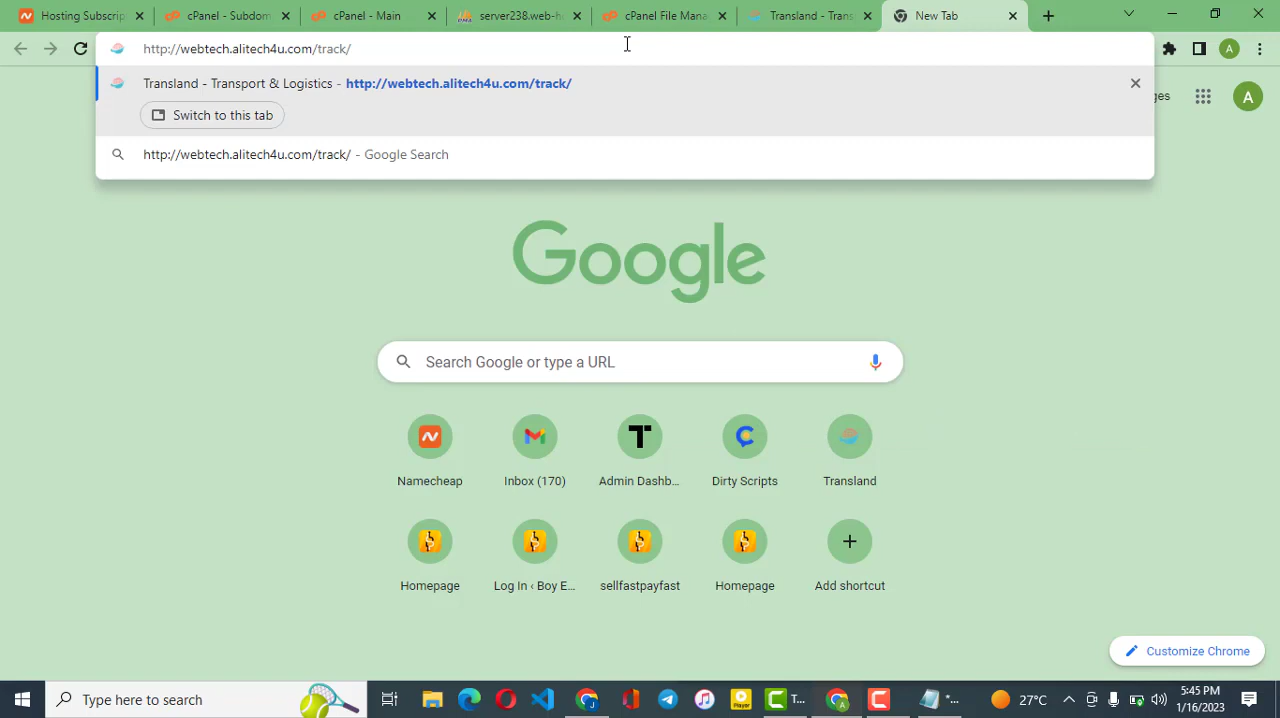 Hosting Subscrip
cPanel - Subdom
cPanel - Main
server238.web-h
cPanel File Mana
Transland - Trans
New Tab
http://webtech.alitech4u.com/track/
Transland - Transport & Logistics - http://webtech.alitech4u.com/track/
Switch to this tab
http://webtech.alitech4u.com/track/ - Google Search
ges
A
A
Google
Search Google or type a URL
Namecheap
Inbox (170)
Admin Dashb...
Dirty Scripts
Transland
Homepage
Log In ‹ Boy E...
sellfastpayfast
Homepage
Add shortcut
Customize Chrome
Type here to search
T...
"...
27°C
5:45 PM
1/16/2023